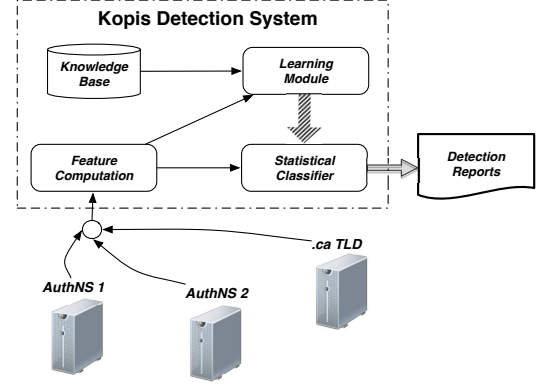 Kopis Detection System
Knowledge
Base
Learning
Module
Feature
Computation
Statistical
Classifier
Detection
Reports
.ca TLD
AuthNS 1
AuthNS 2